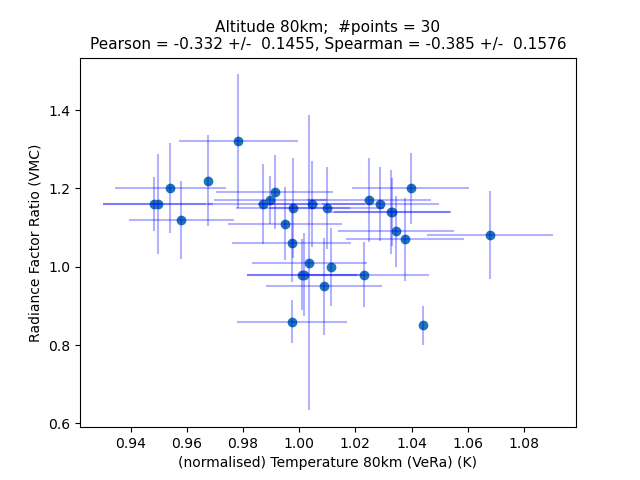 Altitude 80km;  #points = 30
Pearson = -0.332 +/-  0.1455, Spearman = -0.385 +/-  0.1576
Radiance Factor Ratio (VMC)
1.4
1.2
1.0
0.8
0.6
0.94 0.96 0.98 1.00 1.02 1.04 1.06 1.08
(normalised) Temperature 80km (VeRa) (K)